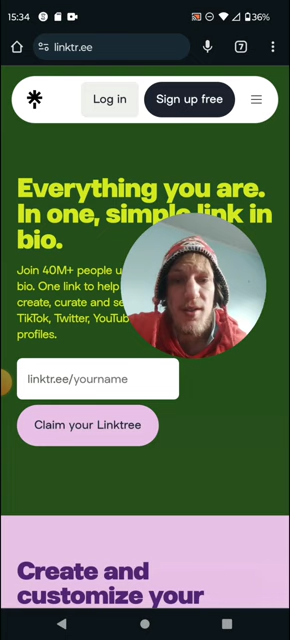 15:34
36%
linktr.ee
7
Log in
Sign up free
Everything you are.
In one, simple link in
bio.
Join 40M+ people
bio. One link to help
create, curate and
TikTok, Twitter,
profiles.
linktr.ee/yourname
Claim your Linktree
Create and
customize your